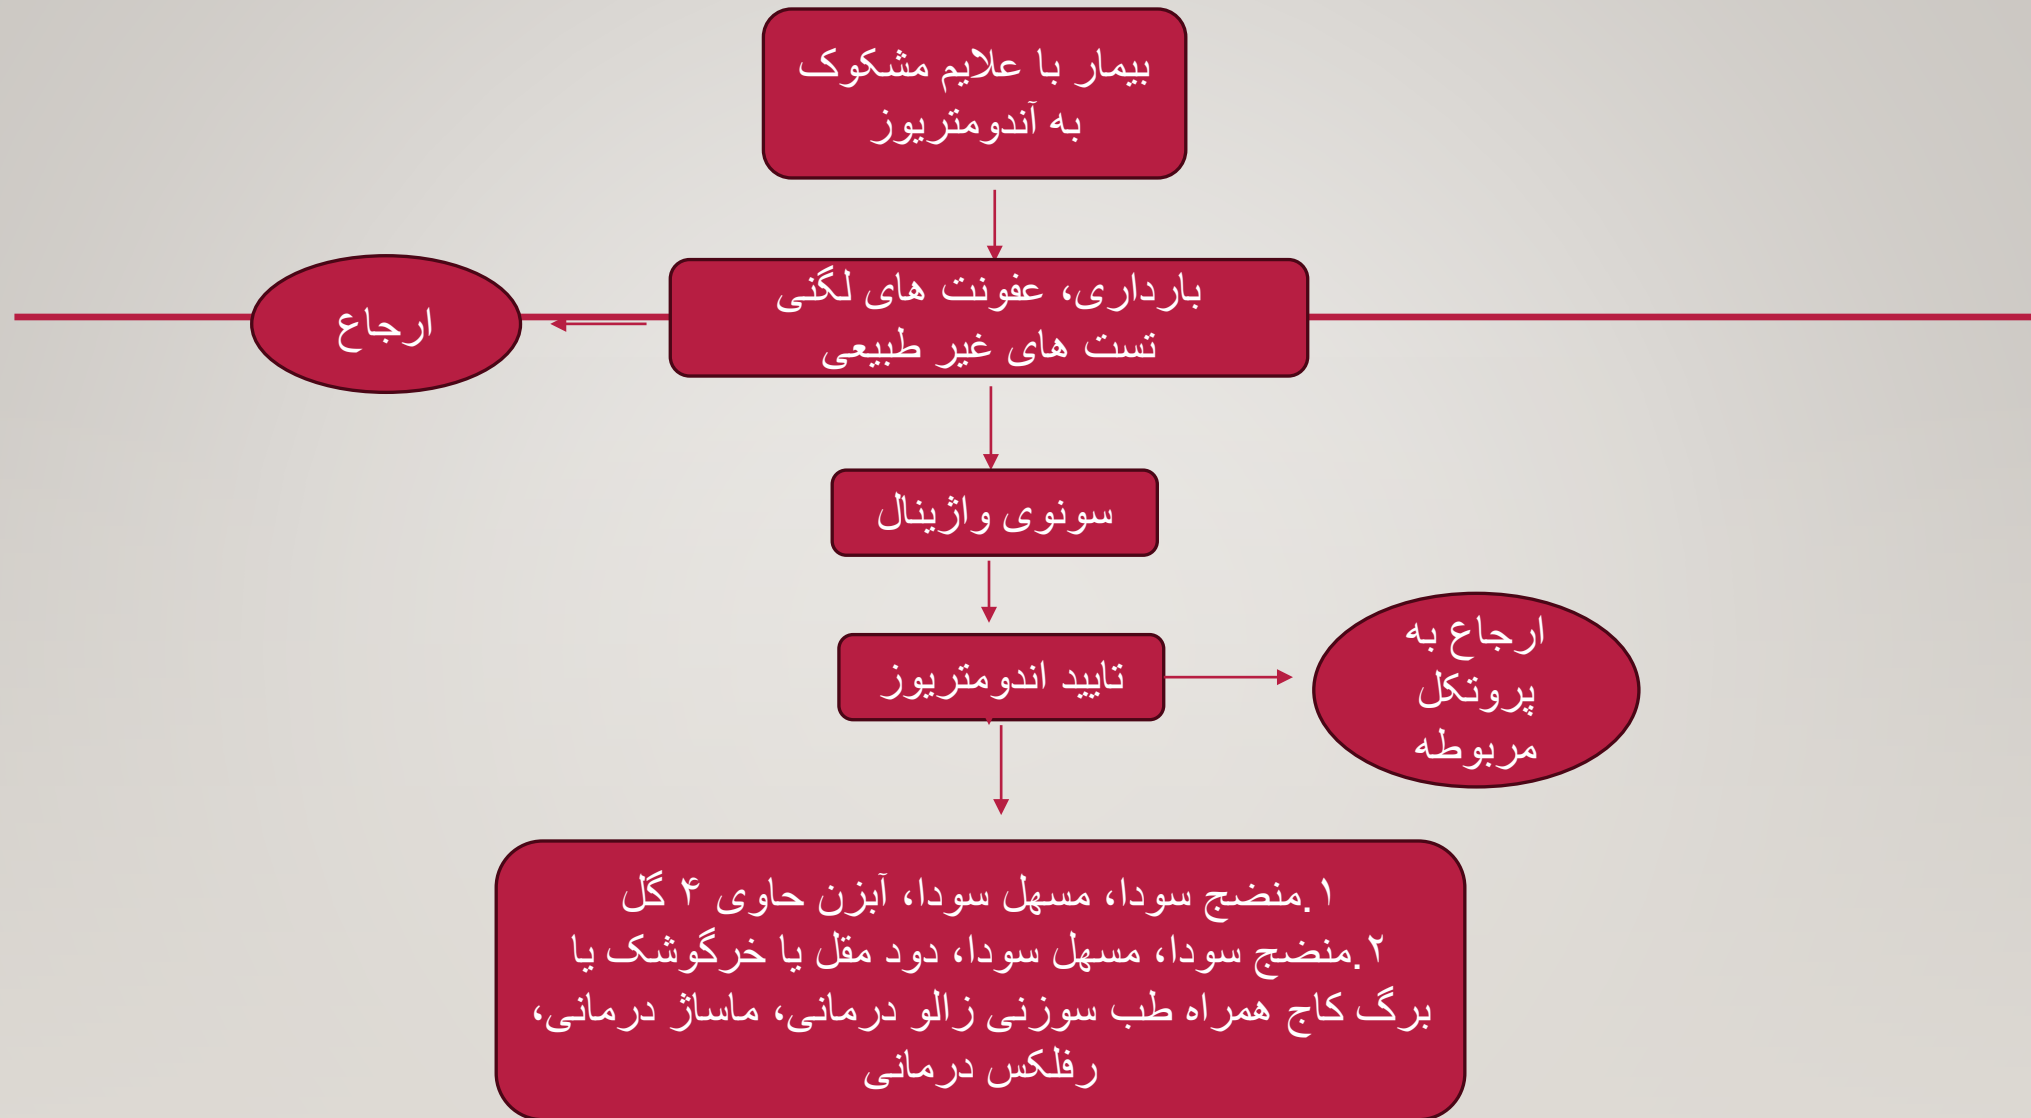 بیمار با علایم مشکوک
به آندومتریوز
بارداری، عفونت های لگنی
تست های غیر طبیعی
ارجاع
سونوی واژینال
تایید اندومتریوز
ارجاع به
پروتکل
مربوطه
۱.منضج سودا، مسهل سودا، آبزن حاوی ۴ گل
۲.منضج سودا، مسهل سودا، دود مقل یا خرگوشک یا
برگ کاج همراه طب سوزنی زالو درمانی، ماساژ درمانی،
رفلکس درمانی